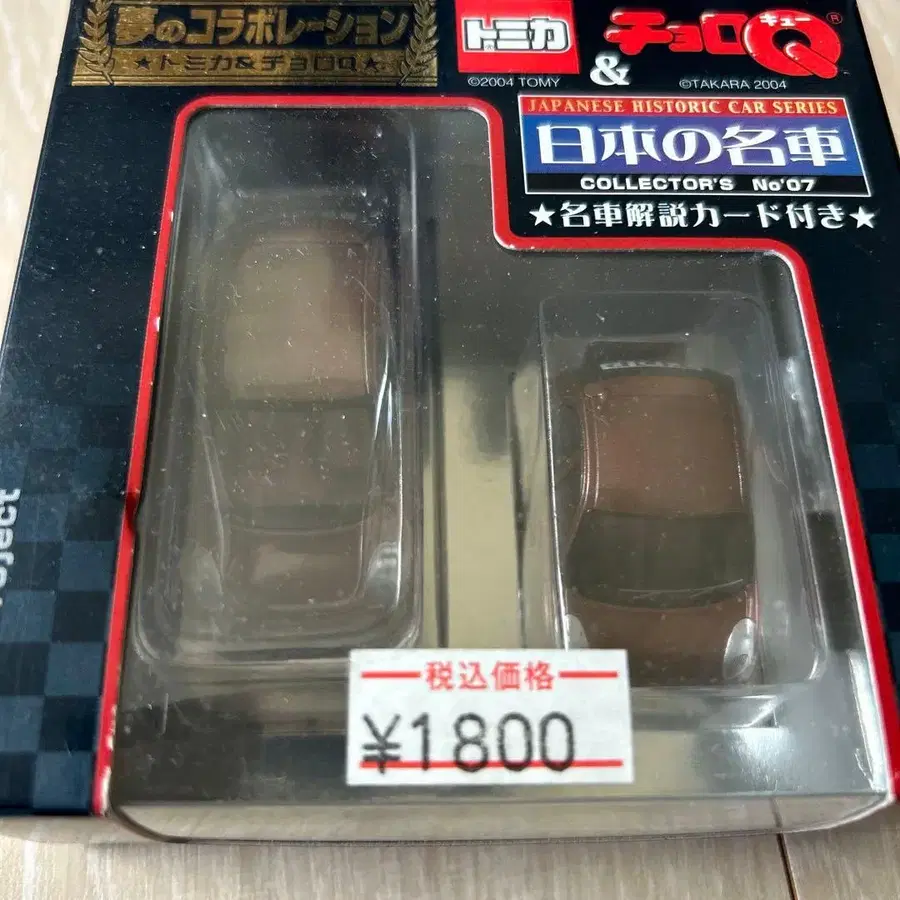 夢のコラボレーション
★トミカ&チョロQ★
トミカ
&
チョロQ
キュー
®
©2004 TOMY
©TAKARA 2004
JAPANESE HISTORIC CAR SERIES
日本の名車
COLLECTOR'S No'07
★名車解説カード付き★
oject
税込価格
¥1800